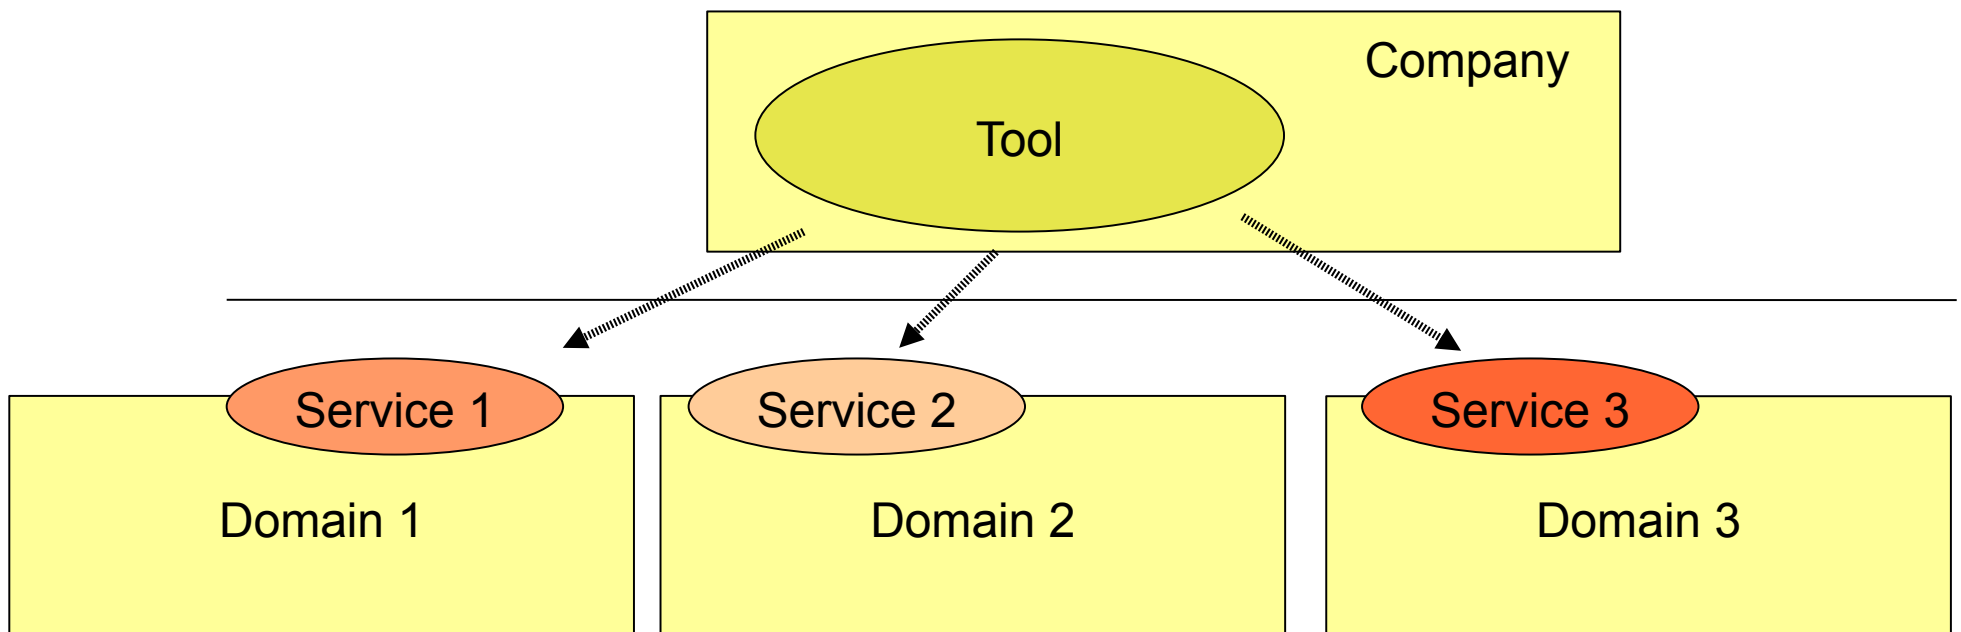 Company
Tool
Service 1
Service 2
Service 3
Domain 1
Domain 2
Domain 3